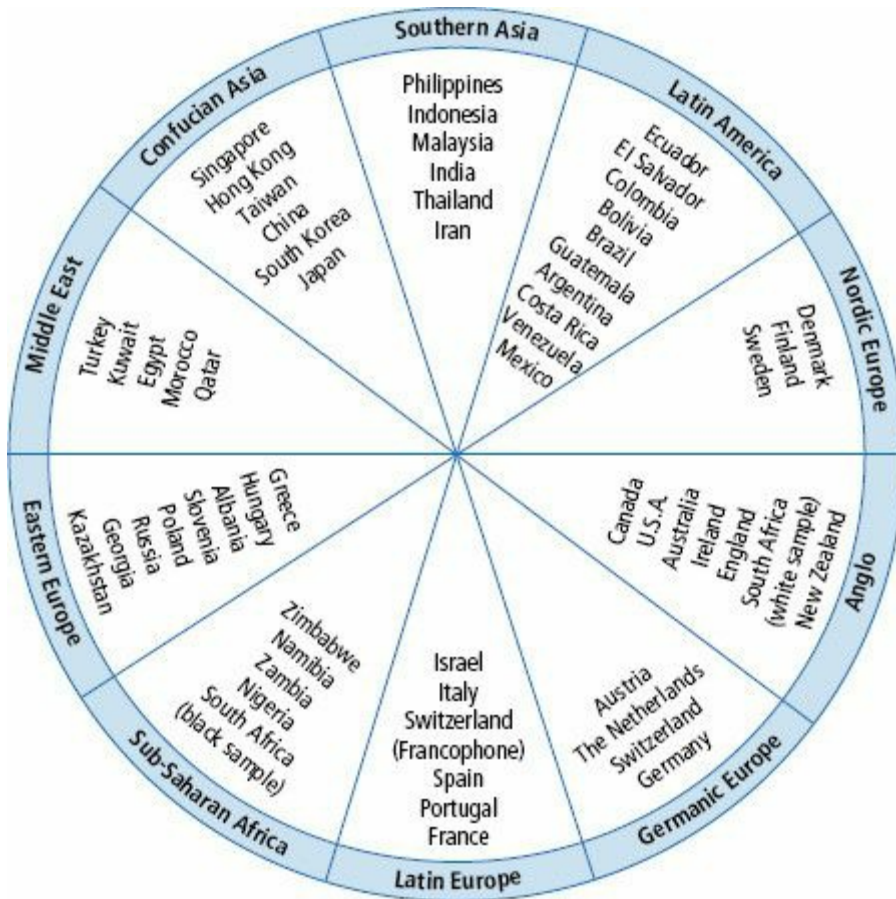 Southern Asia
Philippines
Indonesia
Malaysia
India
Thailand
Iran
Latin America
Ecuador
El Salvador
Colombia
Bolivia
Brazil
Guatemala
Argentina
Costa Rica
Venezuela
Mexico
Nordic Europe
Denmark
Finland
Sweden
Anglo
Canada
U.S.A.
Australia
Ireland
England
South Africa
(white sample)
New Zealand
Germanic Europe
Austria
The Netherlands
Switzerland
Germany
Latin Europe
Israel
Italy
Switzerland
(Francophone)
Spain
Portugal
France
Sub-Saharan Africa
Zimbabwe
Namibia
Zambia
Nigeria
South Africa
(black sample)
Eastern Europe
Greece
Hungary
Albania
Slovenia
Poland
Russia
Georgia
Kazakhstan
Middle East
Turkey
Kuwait
Egypt
Morocco
Qatar
Confucian Asia
Singapore
Hong Kong
Taiwan
China
South Korea
Japan